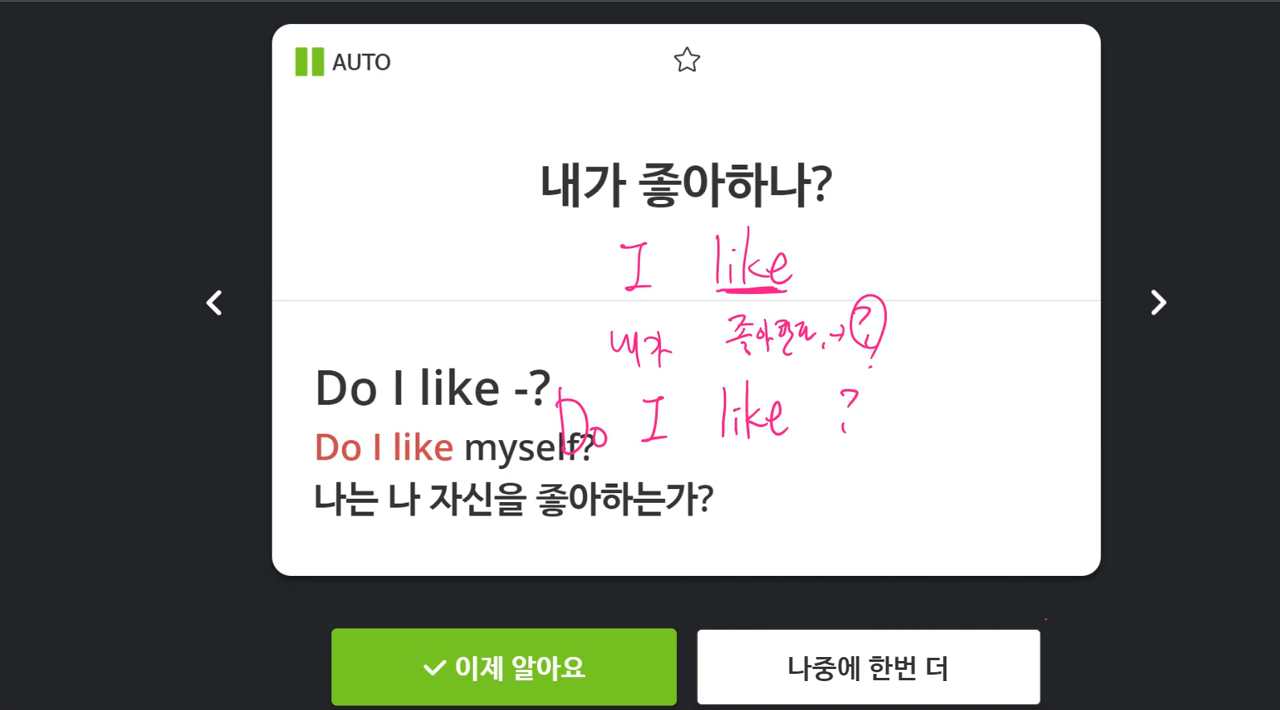 AUTO
내가 좋아하나?
I like
내가 좋아한다. → ?
Do I like -?
Do I like ?
Do I like myself?
나는 나 자신을 좋아하는가?
이제 알아요
나중에 한번 더